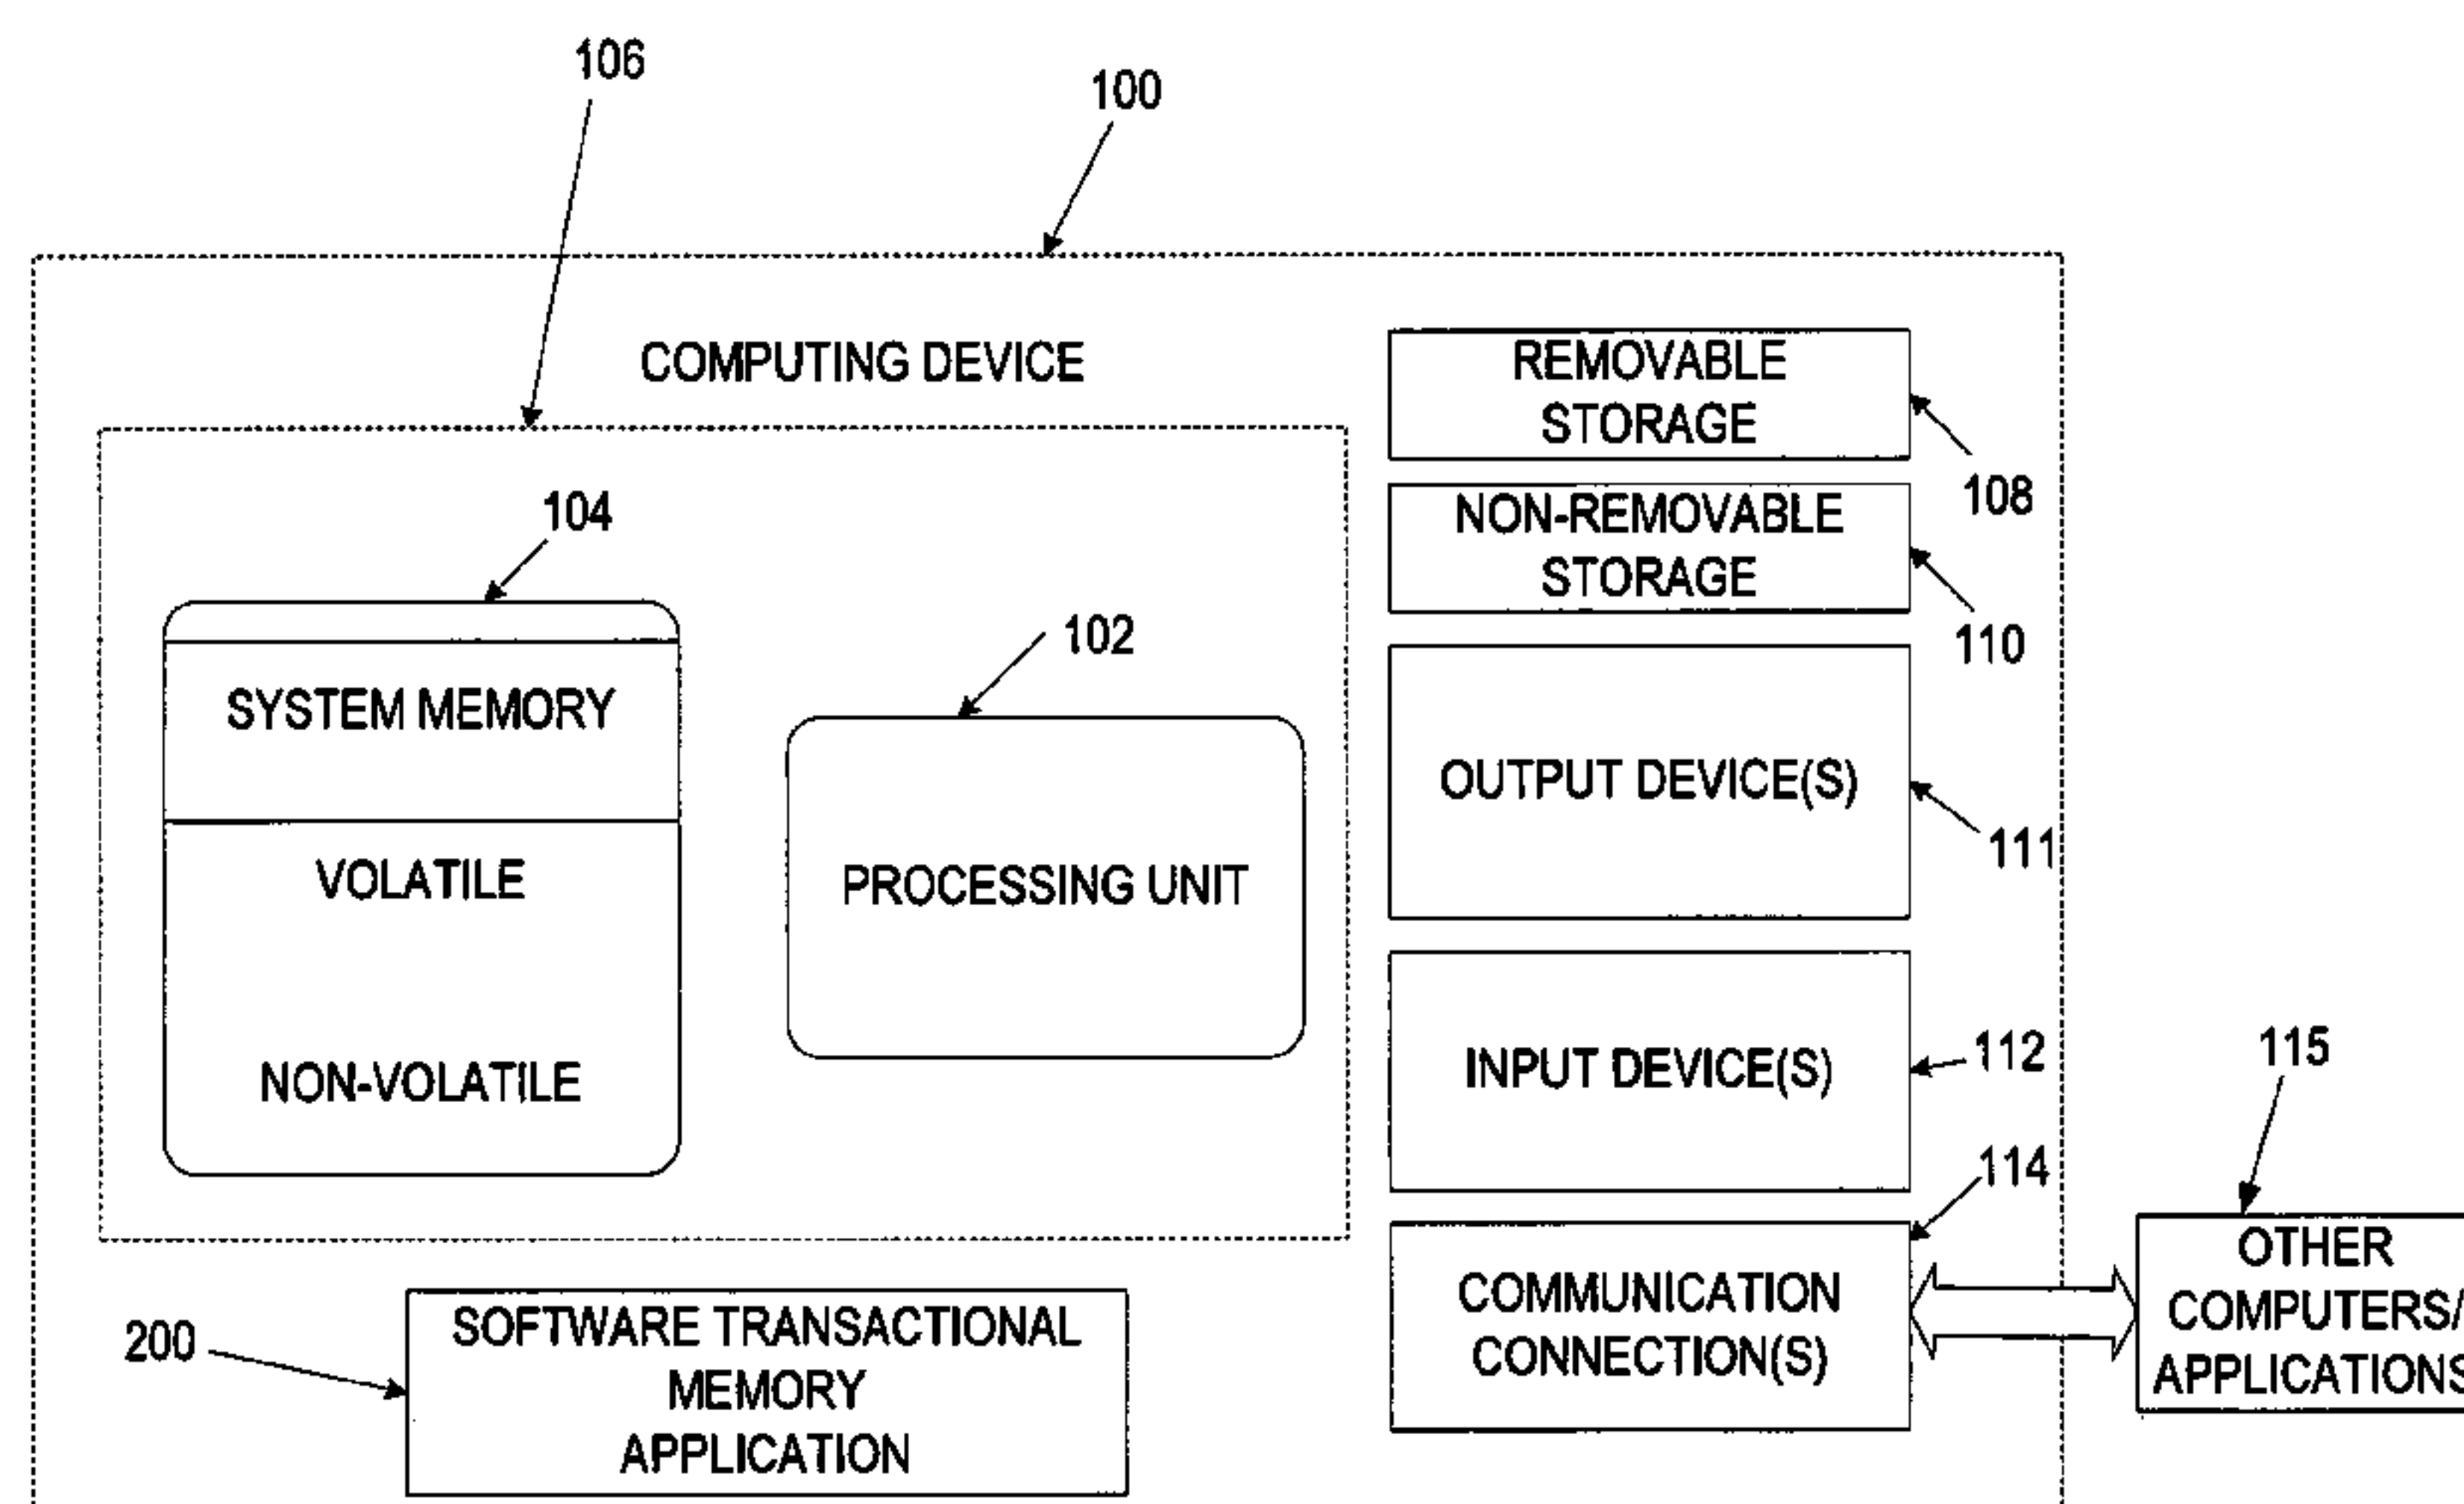 106
100
COMPUTING DEVICE
REMOVABLE
STORAGE
108
NON-REMOVABLE
STORAGE
110
104
SYSTEM MEMORY
VOLATILE
NON-VOLATILE
102
PROCESSING UNIT
OUTPUT DEVICE(S)
111
INPUT DEVICE(S)
112
114
COMMUNICATION
CONNECTION(S)
115
OTHER
COMPUTERS/
APPLICATIONS
200
SOFTWARE TRANSACTIONAL
MEMORY
APPLICATION